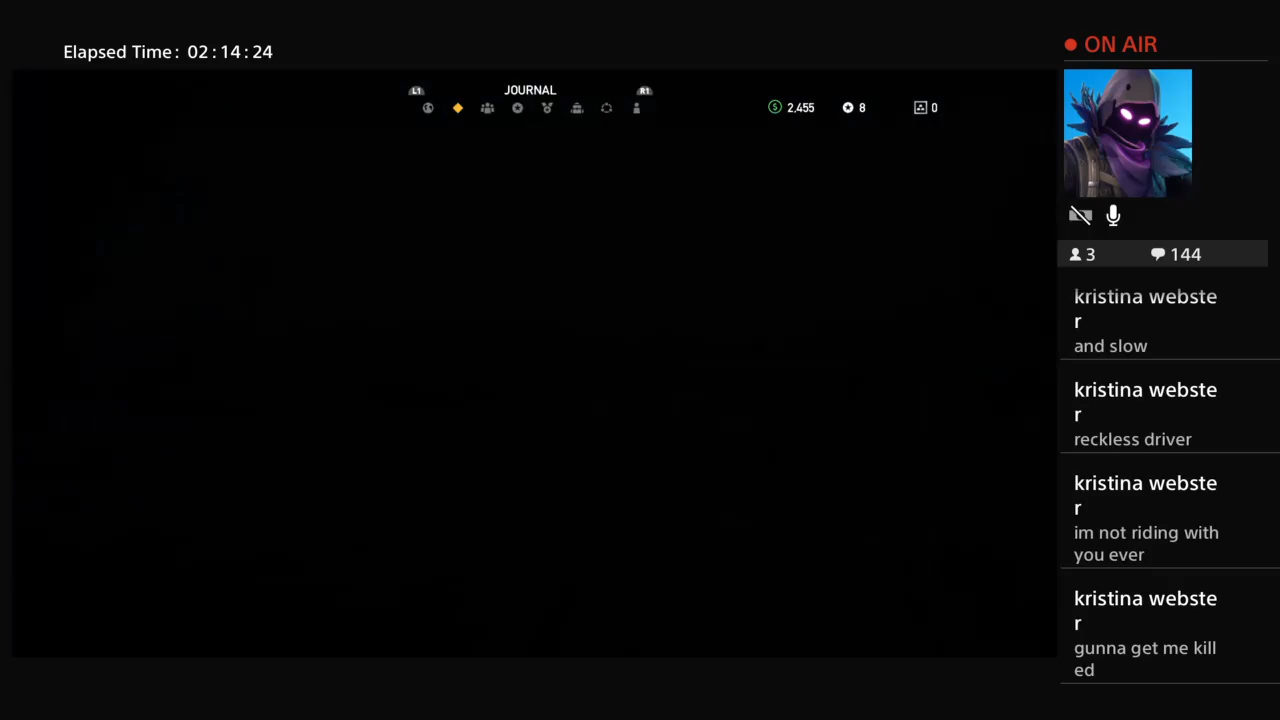 Elapsed Time: 02:14:24
ON AIR
L1 JOURNAL R1
2,455 8 0
3 144
kristina webste
r
and slow
kristina webste
r
reckless driver
kristina webste
r
im not riding with
you ever
kristina webste
r
gunna get me kill
ed